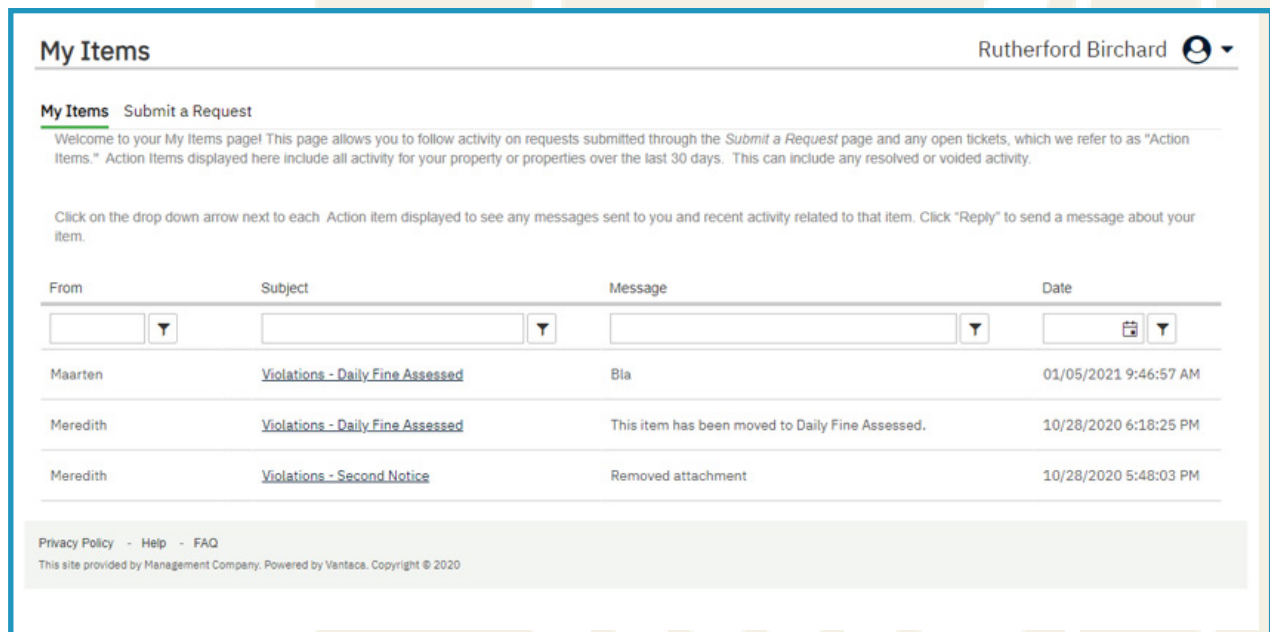 My Items
Rutherford Birchard
My Items Submit a Request
Welcome to your My Items page! This page allows you to follow activity on requests submitted through the Submit a Request page and any open tickets, which we refer to as "Action
Items." Action Items displayed here include all activity for your property or properties over the last 30 days. This can include any resolved or voided activity.
Click on the drop down arrow next to each Action item displayed to see any messages sent to you and recent activity related to that item. Click “Reply” to send a message about your
item.
From Subject Message Date
Maarten Violations - Daily Fine Assessed Bla 01/05/2021 9:46:57 AM
Meredith Violations - Daily Fine Assessed This item has been moved to Daily Fine Assessed. 10/28/2020 6:18:25 PM
Meredith Violations - Second Notice Removed attachment 10/28/2020 5:48:03 PM
Privacy Policy - Help - FAQ
This site provided by Management Company. Powered by Vantaca. Copyright © 2020